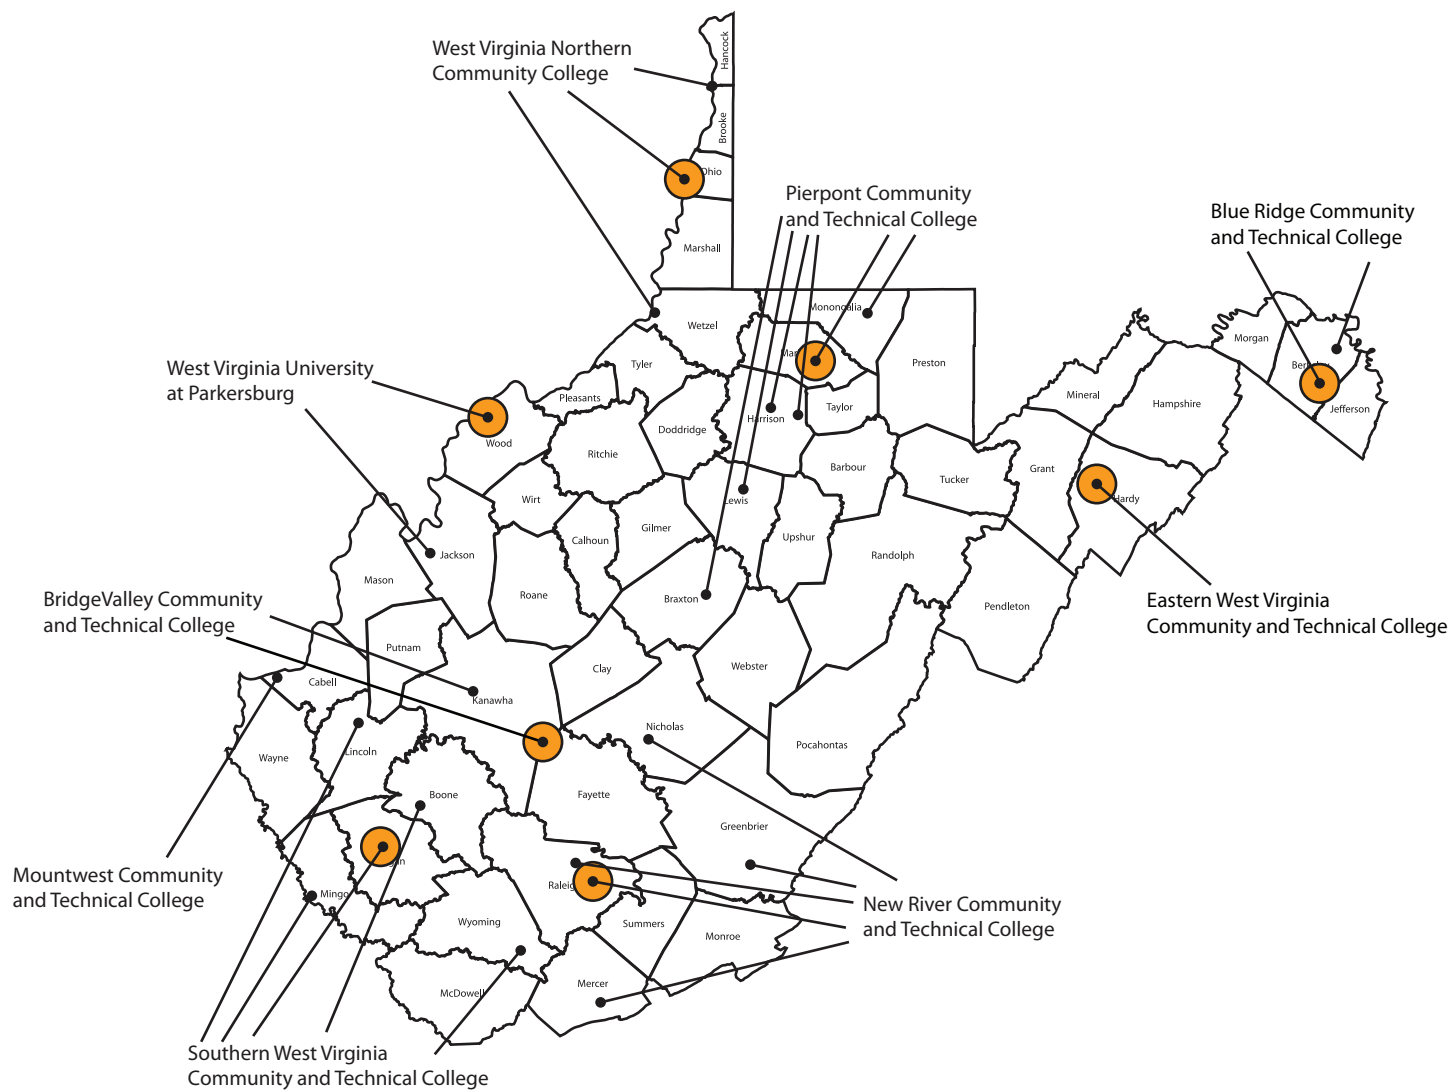 West Virginia Northern
Community College
Hancock
Brooke
Ohio
Marshall
Pierpont Community
and Technical College
Blue Ridge Community
and Technical College
West Virginia University
at Parkersburg
Wetzel
Monongalia
Tyler
Preston
Morgan
Pleasants
Mineral
Hampshire
Jefferson
Wood
Doddridge
Harrison
Taylor
Ritchie
Barbour
Tucker
Grant
Hardy
Wirt
Lewis
Calhoun
Gilmer
Upshur
Randolph
Jackson
Mason
Roane
Braxton
Pendleton
BridgeValley Community
and Technical College
Eastern West Virginia
Community and Technical College
Putnam
Clay
Webster
Cabell
Kanawha
Nicholas
Pocahontas
Wayne
Lincoln
Boone
Fayette
Greenbrier
Mountwest Community
and Technical College
Mingo
Raleig
New River Community
and Technical College
Wyoming
Summers
Monroe
McDowell
Mercer
Southern West Virginia
Community and Technical College